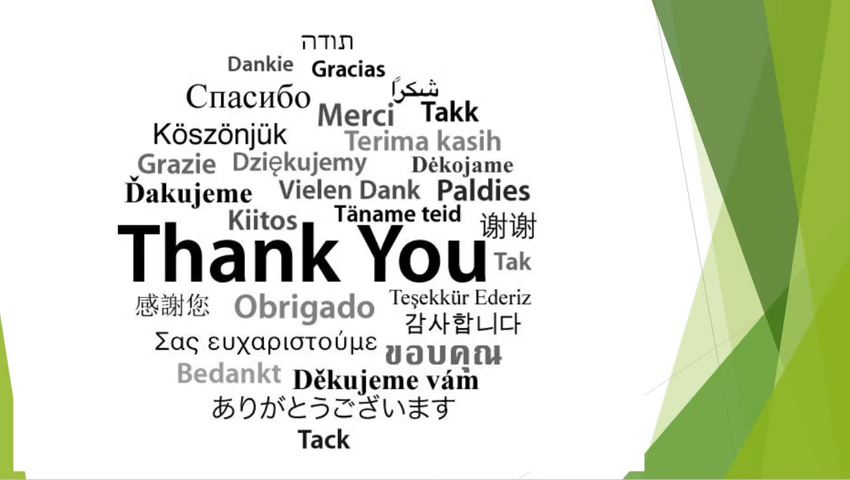 תודה
Dankie Gracias
Спасибо شكراً
Merci Takk
Köszönjük Terima kasih
Grazie Dziękujemy Dėkojame
Ďakujeme Vielen Dank Paldies
Kiitos Täname teid 谢谢
Thank You Tak
感謝您 Obrigado Teşekkür Ederiz
감사합니다
Σας ευχαριστούμε ขอบคุณ
Bedankt Děkujeme vám
ありがとうございます
Tack